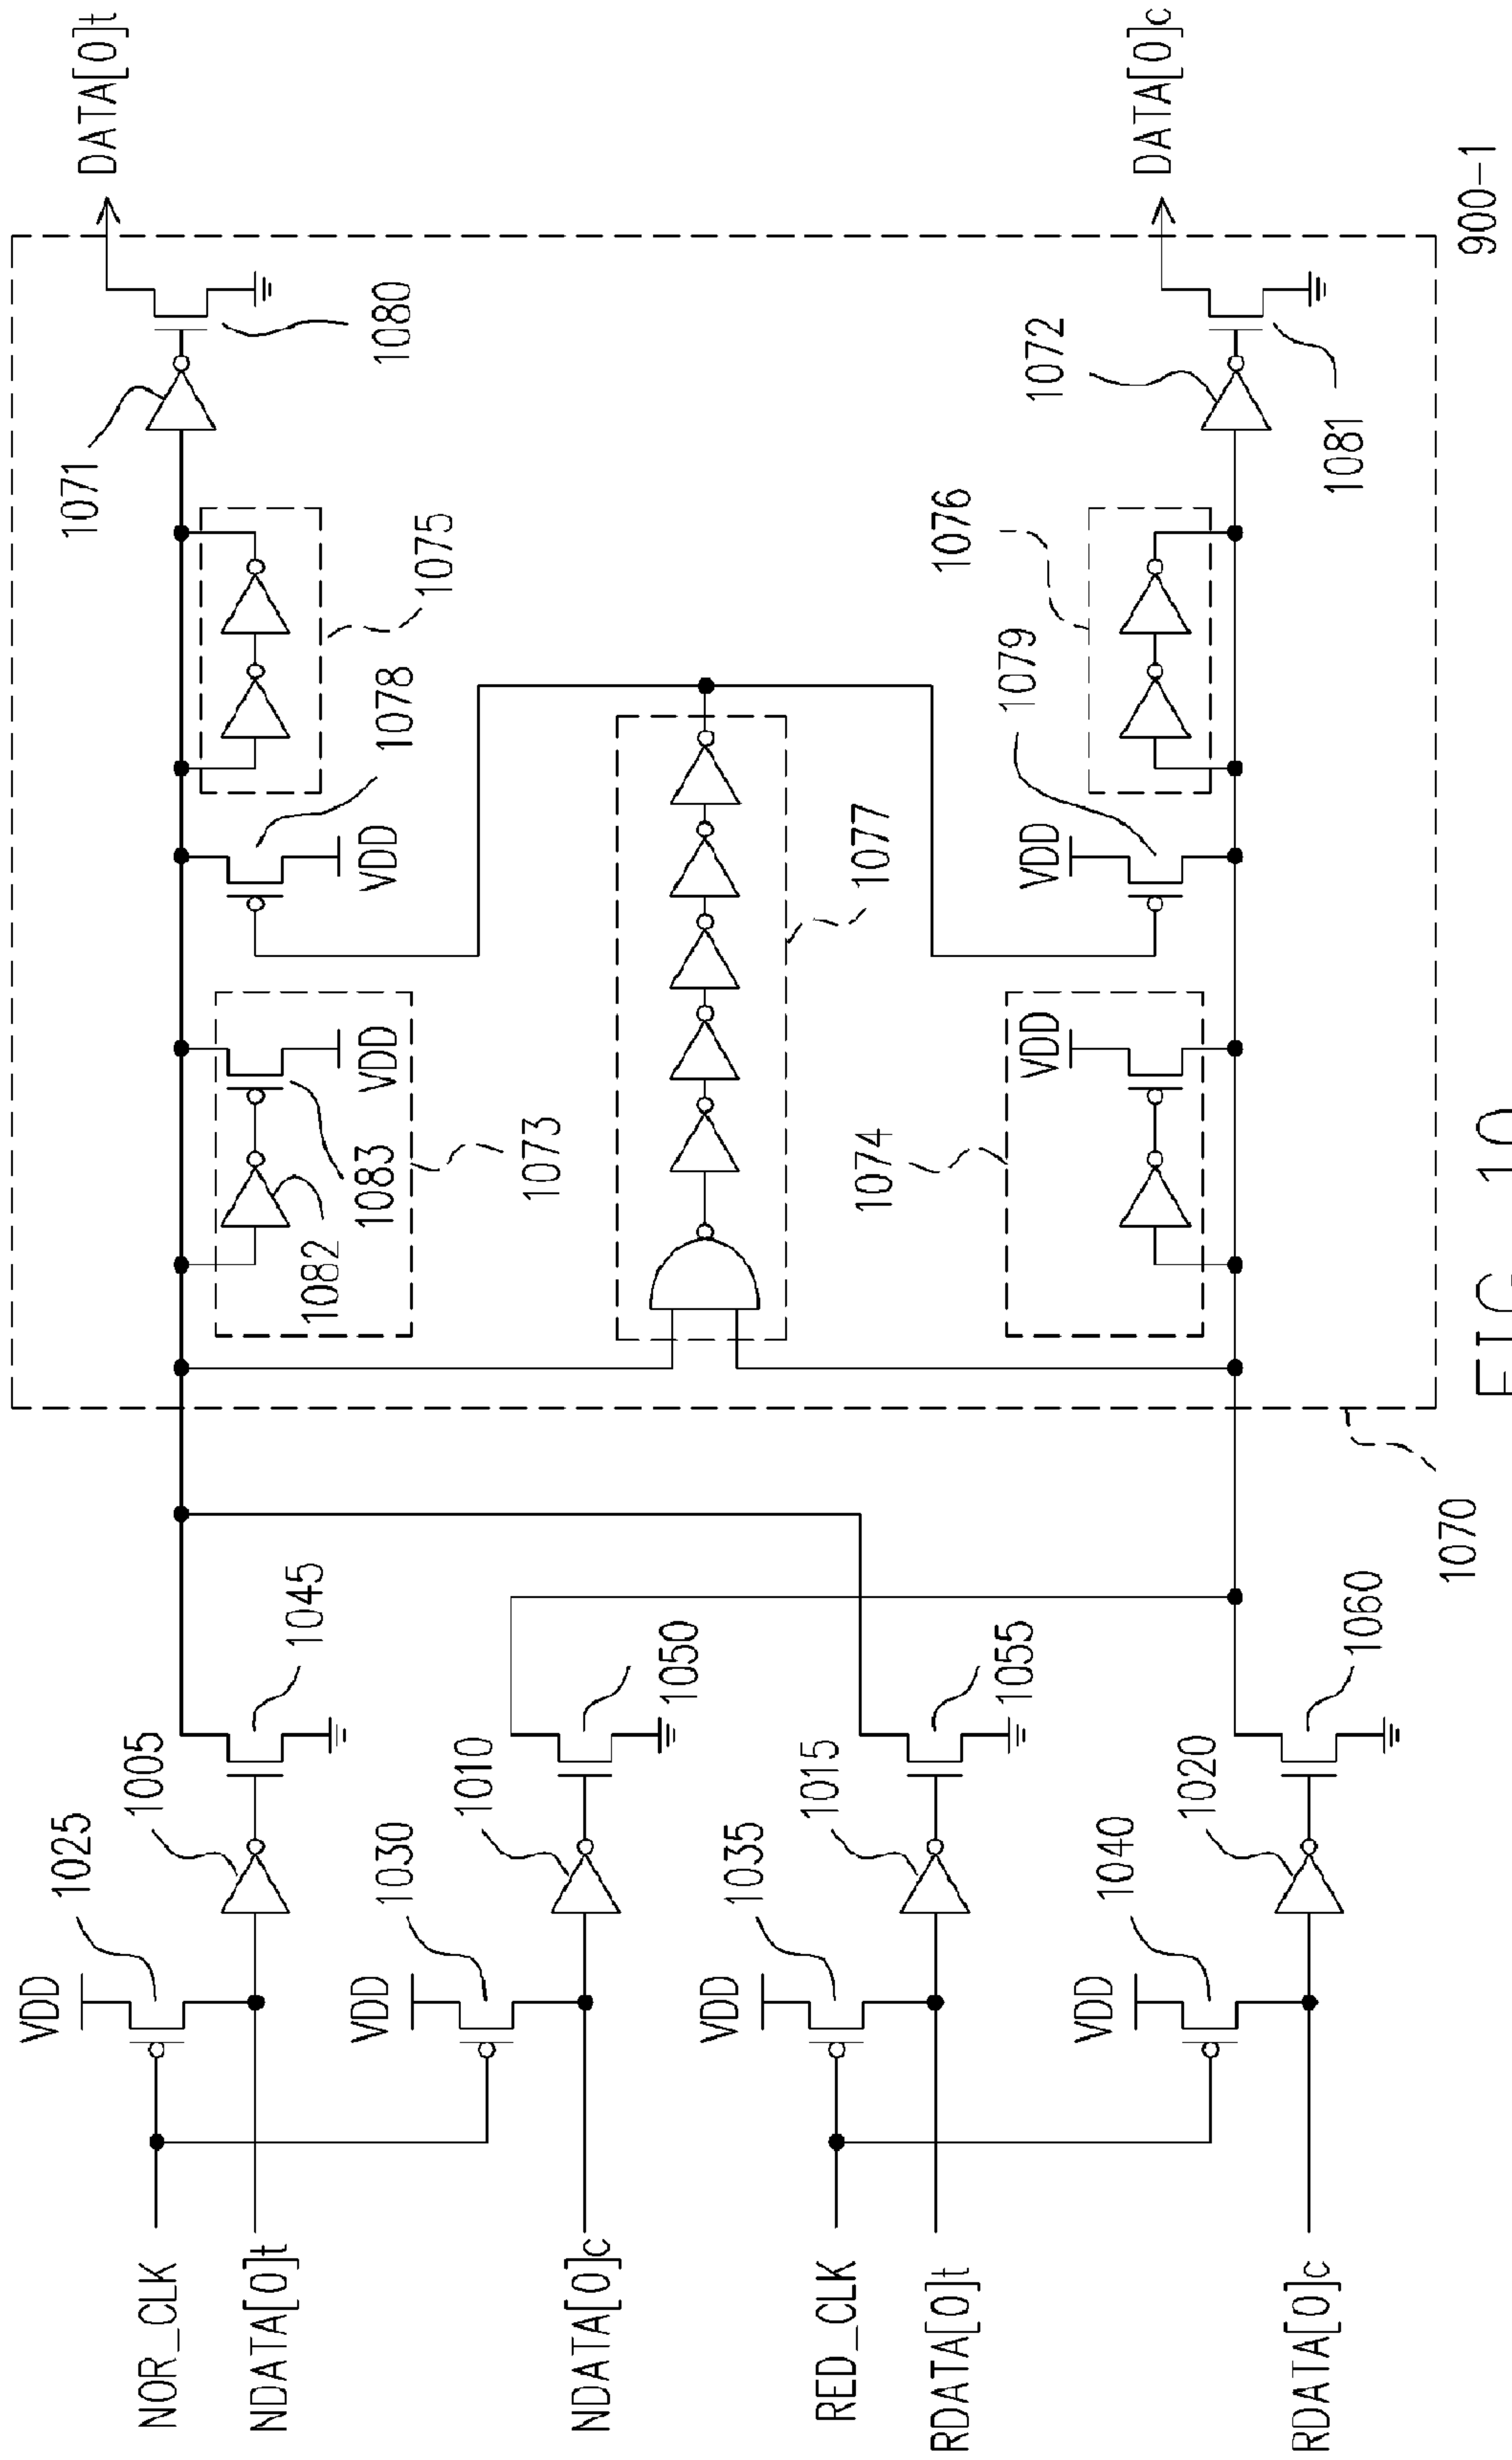 NOR_CLK
NDATA[0]t
NDATA[0]c
RED_CLK
RDATA[0]t
RDATA[0]c
VDD
1025
1005
1045
VDD
1030
1010
1050
VDD
1035
1015
1055
VDD
1040
1020
1060
1070
1082
1083
VDD
1073
1078
VDD
1075
1071
1080
DATA[0]t
1077
1074
VDD
1079
VDD
1076
1072
1081
DATA[0]c
900-1
FIG. 10